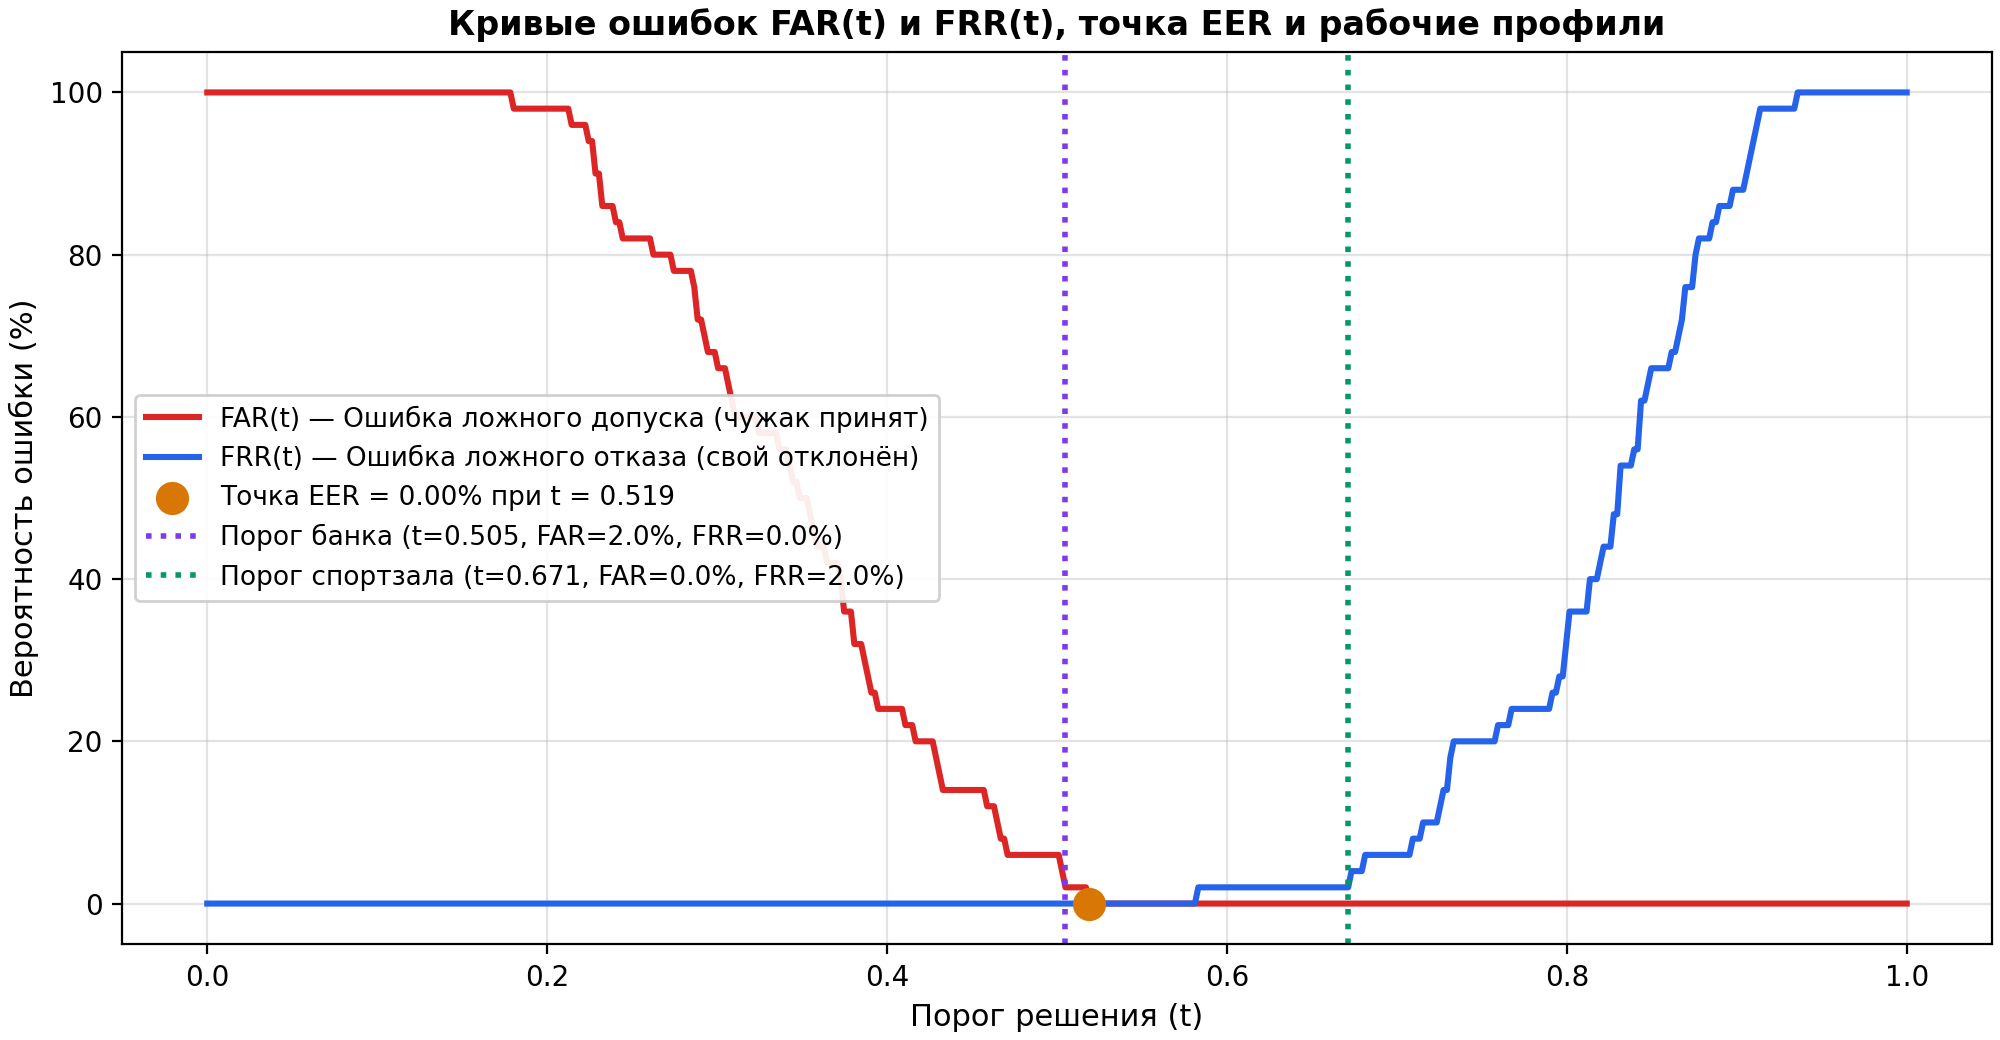 Кривые ошибок FAR(t) и FRR(t), точка EER и рабочие профили
Вероятность ошибки (%)
100
80
60
40
20
0
FAR(t) — Ошибка ложного допуска (чужак принят)
FRR(t) — Ошибка ложного отказа (свой отклонён)
Точка EER = 0.00% при t = 0.519
Порог банка (t=0.505, FAR=2.0%, FRR=0.0%)
Порог спортзала (t=0.671, FAR=0.0%, FRR=2.0%)
0.0 0.2 0.4 0.6 0.8 1.0
Порог решения (t)